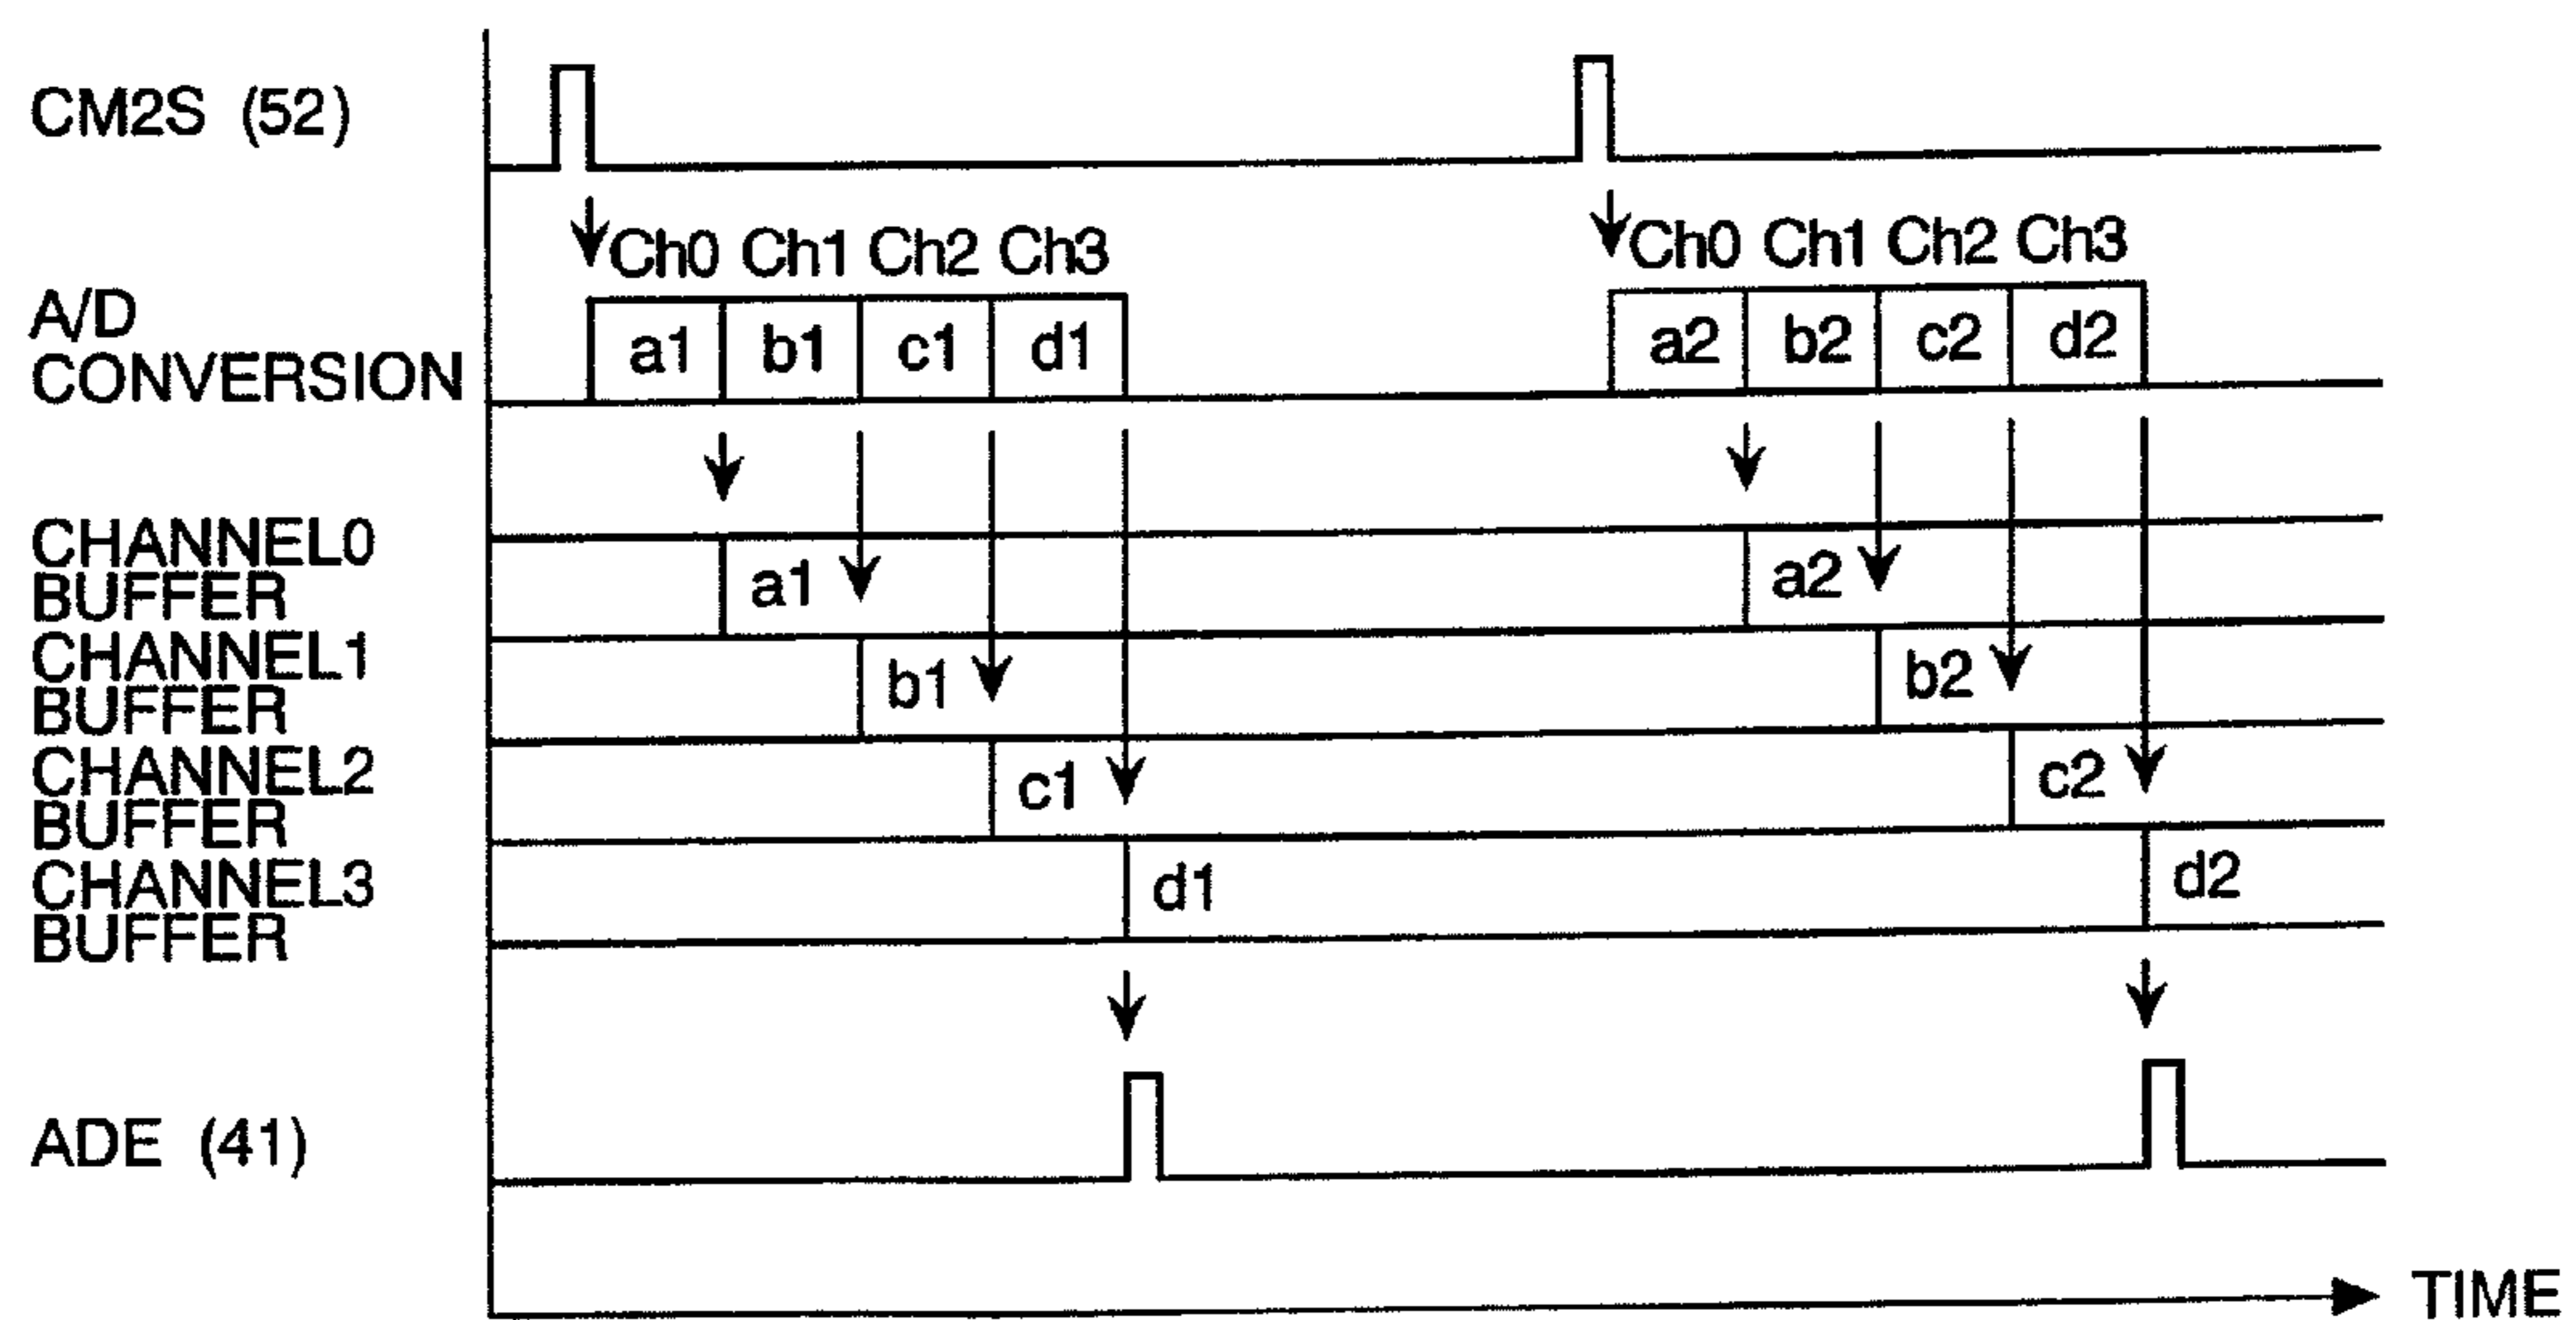 CM2S (52)
Ch0 Ch1 Ch2 Ch3 Ch0 Ch1 Ch2 Ch3
A/D
CONVERSION
a1 b1 c1 d1 a2 b2 c2 d2
CHANNEL0
BUFFER
a1 a2
CHANNEL1
BUFFER
b1 b2
CHANNEL2
BUFFER
c1 c2
CHANNEL3
BUFFER
d1 d2
ADE (41)
TIME